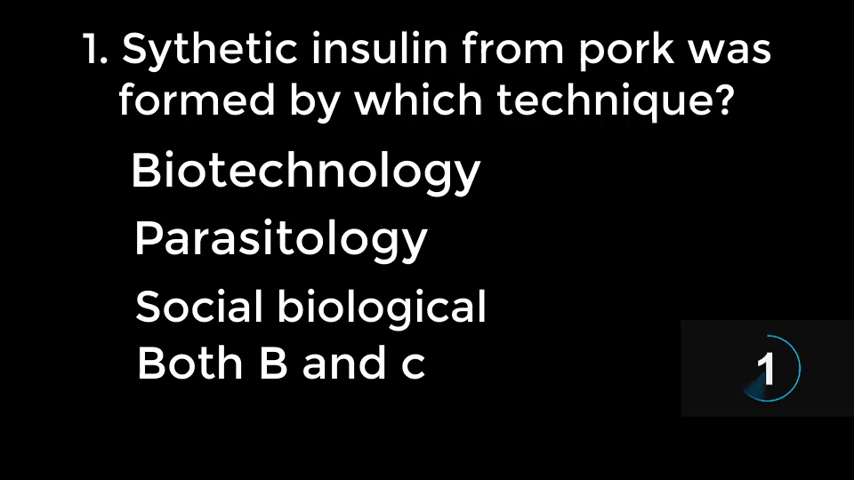 1. Sythetic insulin from pork was
formed by which technique?
Biotechnology
Parasitology
Social biological
Both B and c
1